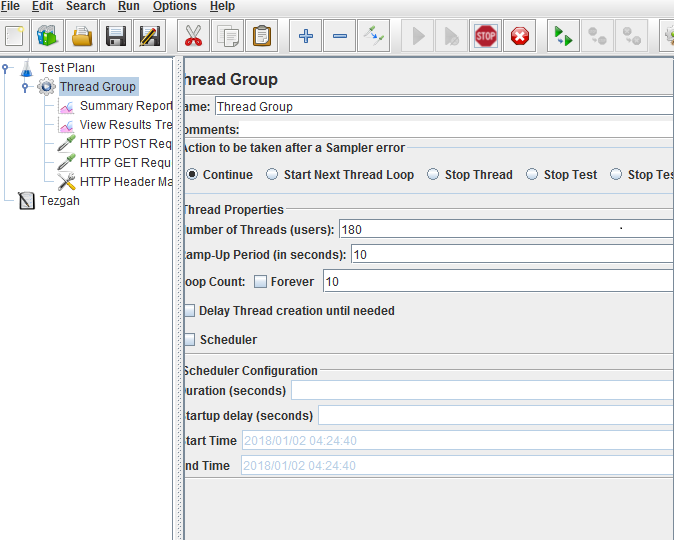 File Edit Search Run Options Help
STOP
Test Planı
Thread Group
Summary Report
View Results Tre
HTTP POST Req
HTTP GET Requ
HTTP Header Ma
Tezgah
hread Group
ame: Thread Group
omments:
Action to be taken after a Sampler error
Continue Start Next Thread Loop Stop Thread Stop Test Stop Tes
Thread Properties
umber of Threads (users): 180
amp-Up Period (in seconds): 10
oop Count: Forever 10
Delay Thread creation until needed
Scheduler
Scheduler Configuration
Duration (seconds)
tartup delay (seconds)
tart Time 2018/01/02 04:24:40
nd Time 2018/01/02 04:24:40